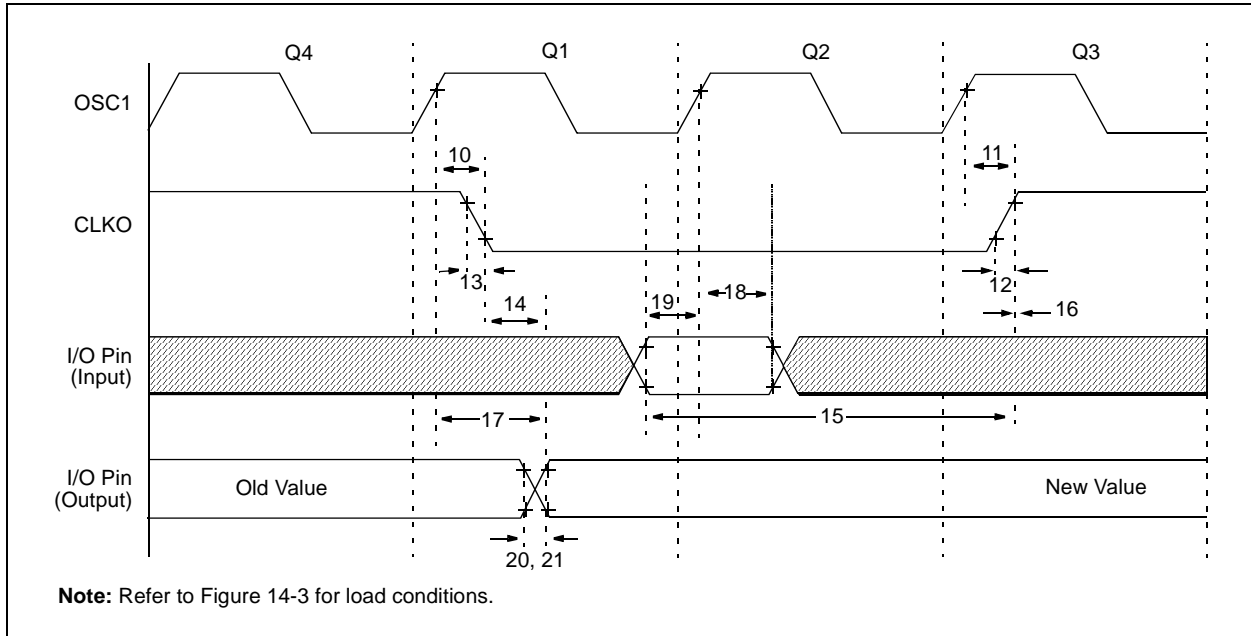 Q4 Q1 Q2 Q3
OSC1
10 11
CLKO
13 12
14 19 18 16
I/O Pin
(Input)
17 15
I/O Pin
(Output)
Old Value New Value
20, 21
Note: Refer to Figure 14-3 for load conditions.